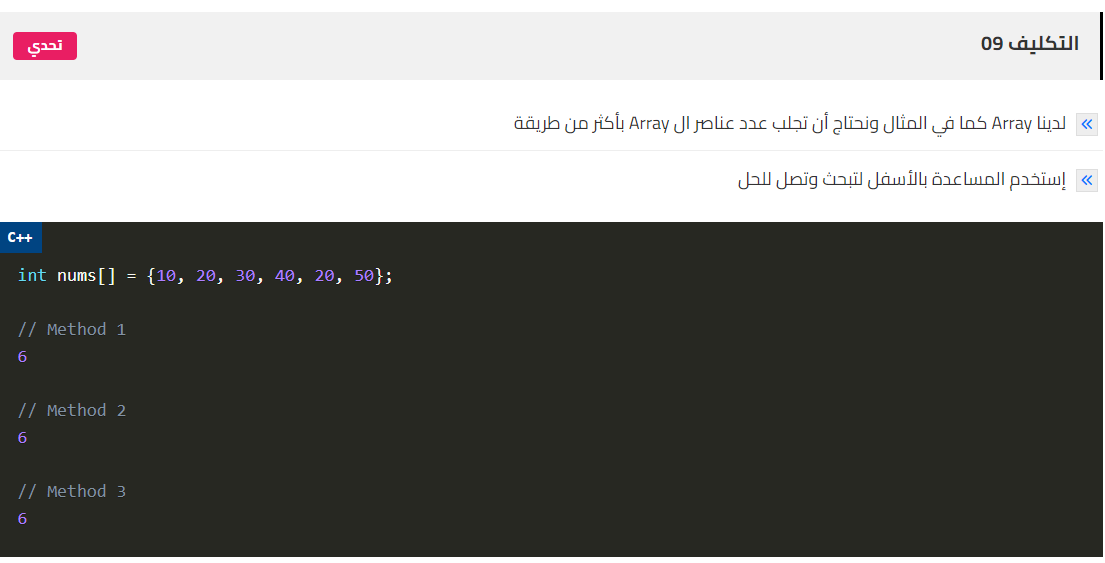 التكليف 09
تحدي
لدينا Array كما في المثال ونحتاج أن تجلب عدد عناصر ال Array بأكثر من طريقة
إستخدم المساعدة بالأسفل لتبحث وتصل للحل
C++
int nums[] = {10, 20, 30, 40, 20, 50};
// Method 1
6
// Method 2
6
// Method 3
6